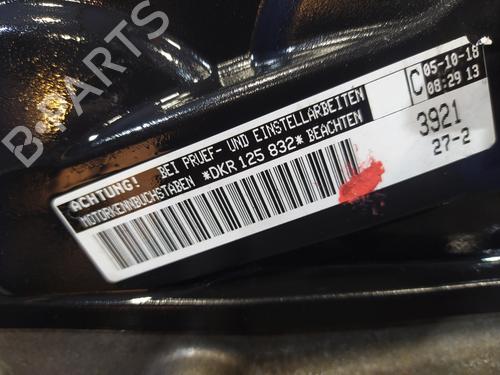 B-PARTS
ACHTUNG! BEI PRUEF- UND EINSTELLARBEITEN
MOTORKENNBUCHSTABEN *DKR 125 832* BEACHTEN
C 05-10-18
08:29 13
3921
27-2